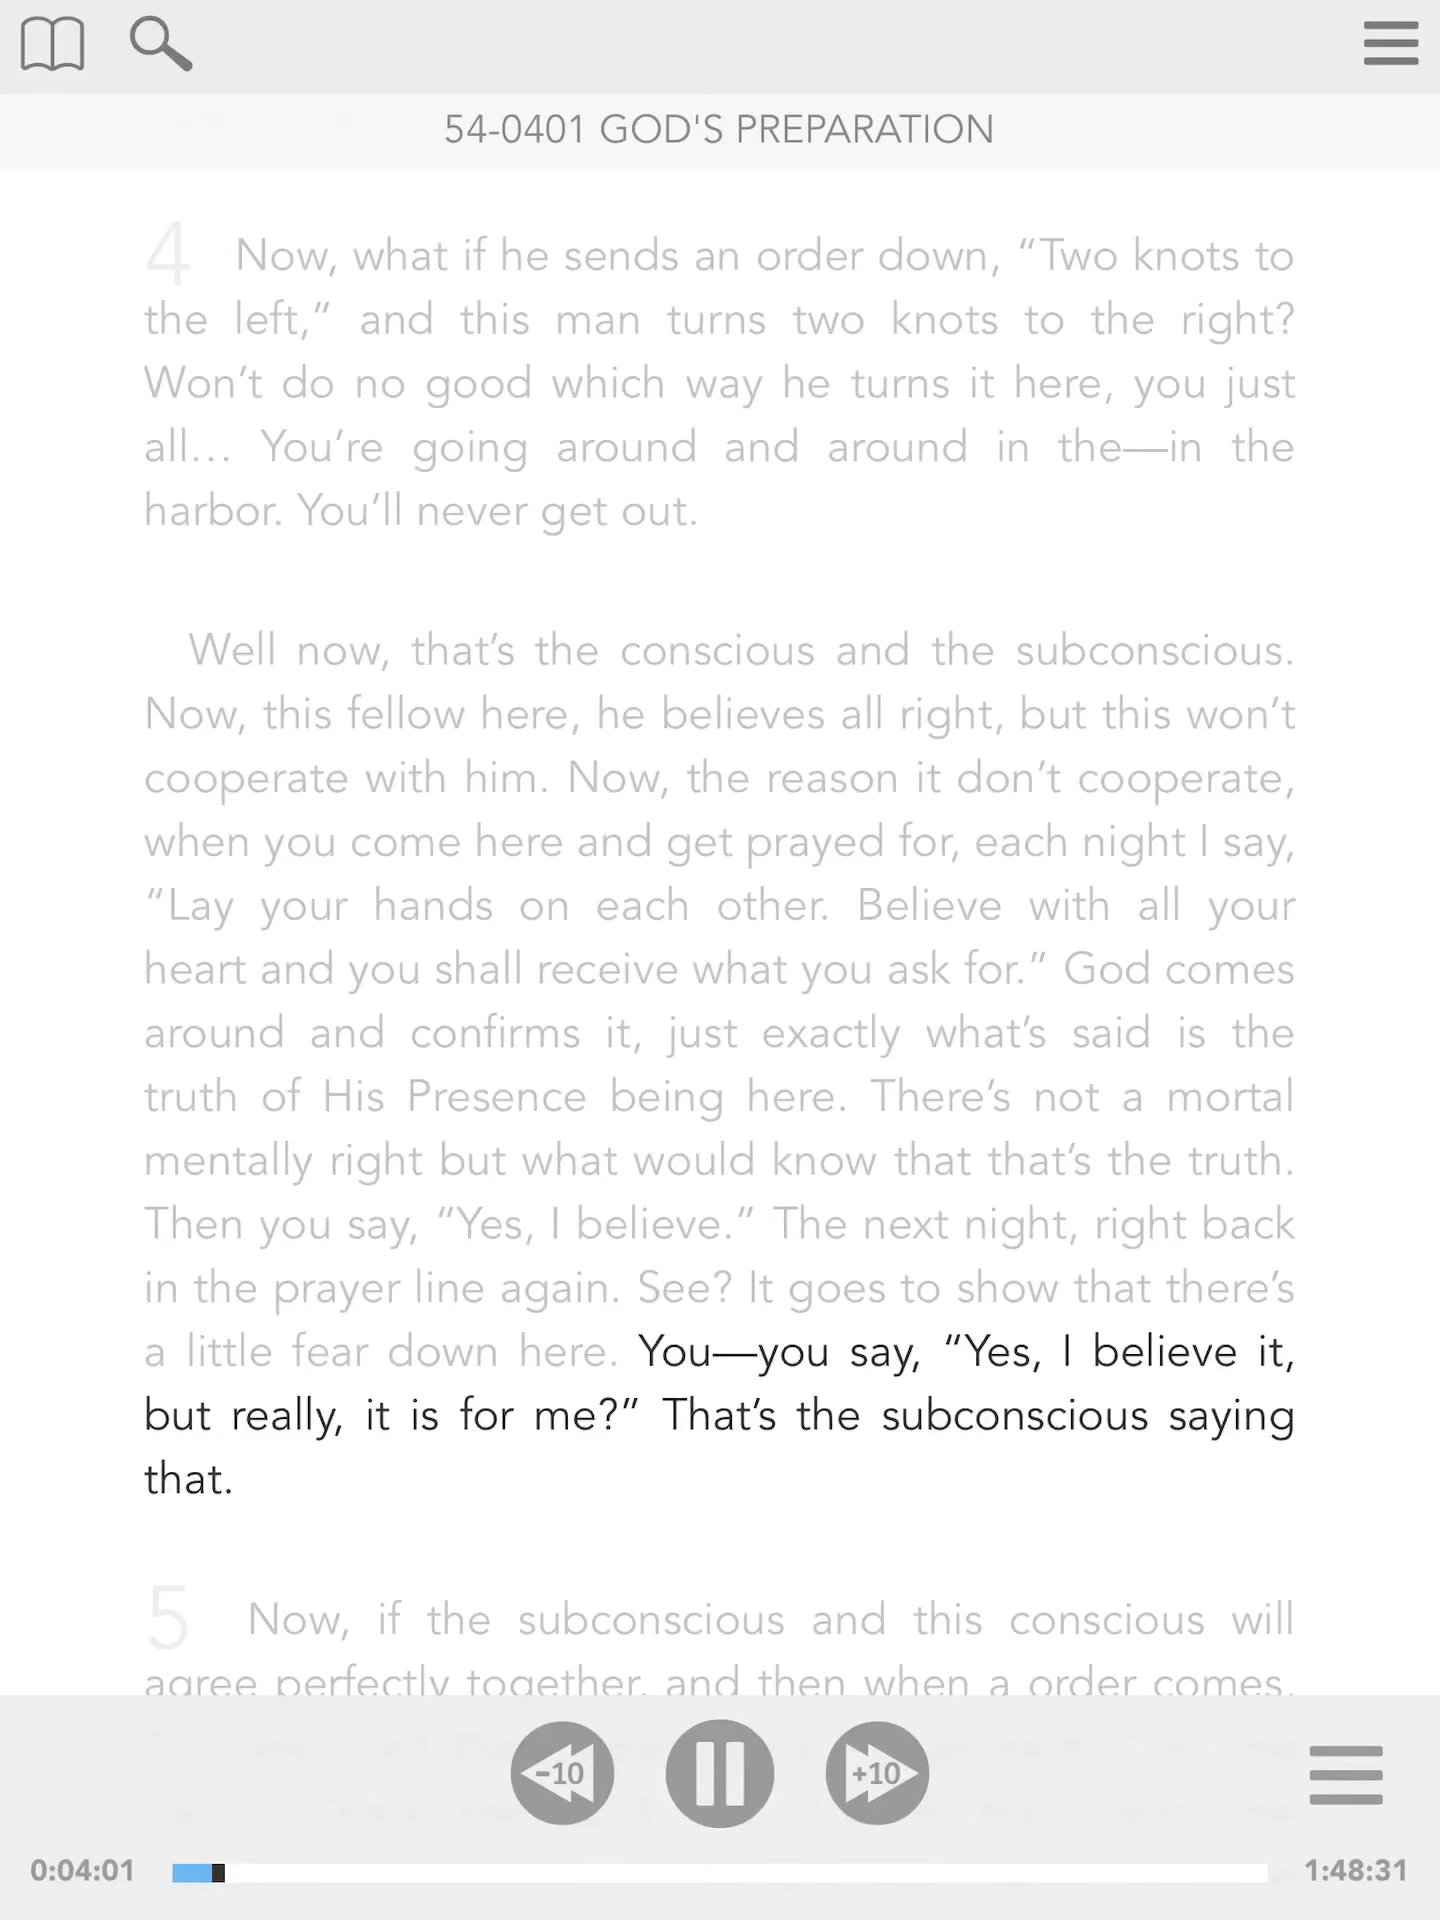 54-0401 GOD'S PREPARATION
4 Now, what if he sends an order down, “Two knots to
the left,” and this man turns two knots to the right?
Won’t do no good which way he turns it here, you just
all… You’re going around and around in the—in the
harbor. You’ll never get out.
Well now, that’s the conscious and the subconscious.
Now, this fellow here, he believes all right, but this won’t
cooperate with him. Now, the reason it don’t cooperate,
when you come here and get prayed for, each night I say,
“Lay your hands on each other. Believe with all your
heart and you shall receive what you ask for.” God comes
around and confirms it, just exactly what’s said is the
truth of His Presence being here. There’s not a mortal
mentally right but what would know that that’s the truth.
Then you say, “Yes, I believe.” The next night, right back
in the prayer line again. See? It goes to show that there’s
a little fear down here. You—you say, “Yes, I believe it,
but really, it is for me?” That’s the subconscious saying
that.
5 Now, if the subconscious and this conscious will
agree perfectly together, and then when a order comes,
-10 +10
0:04:01 1:48:31